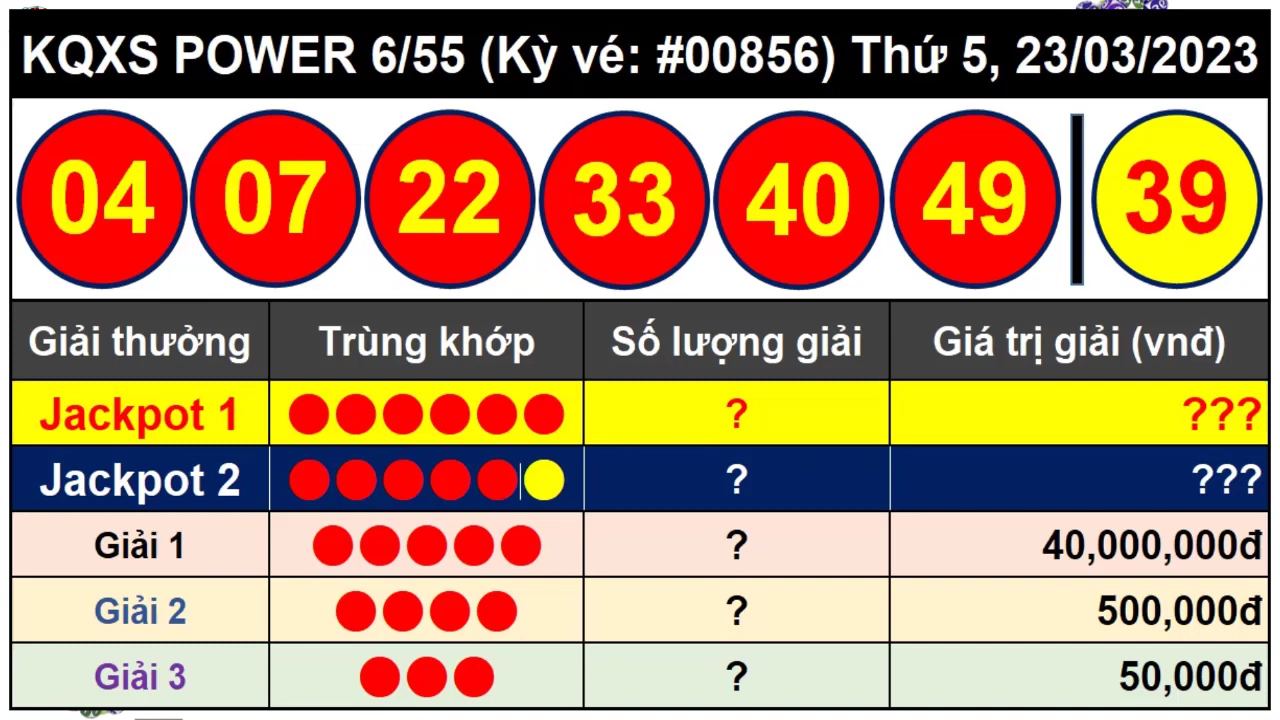 KQXS POWER 6/55 (Kỳ vé: #00856) Thứ 5, 23/03/2023
04 07 22 33 40 49 39
Giải thưởng Trùng khớp Số lượng giải Giá trị giải (vnđ)
Jackpot 1 ? ???
Jackpot 2 ? ???
Giải 1 ? 40,000,000đ
Giải 2 ? 500,000đ
Giải 3 ? 50,000đ